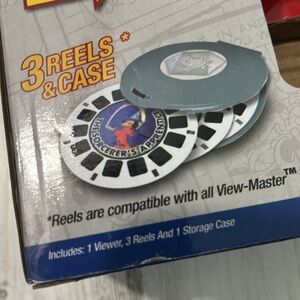 3 REELS*
& CASE
THE SORCERER'S APPRENTICE
*Reels are compatible with all View-Master™
Includes: 1 Viewer, 3 Reels And 1 Storage Case